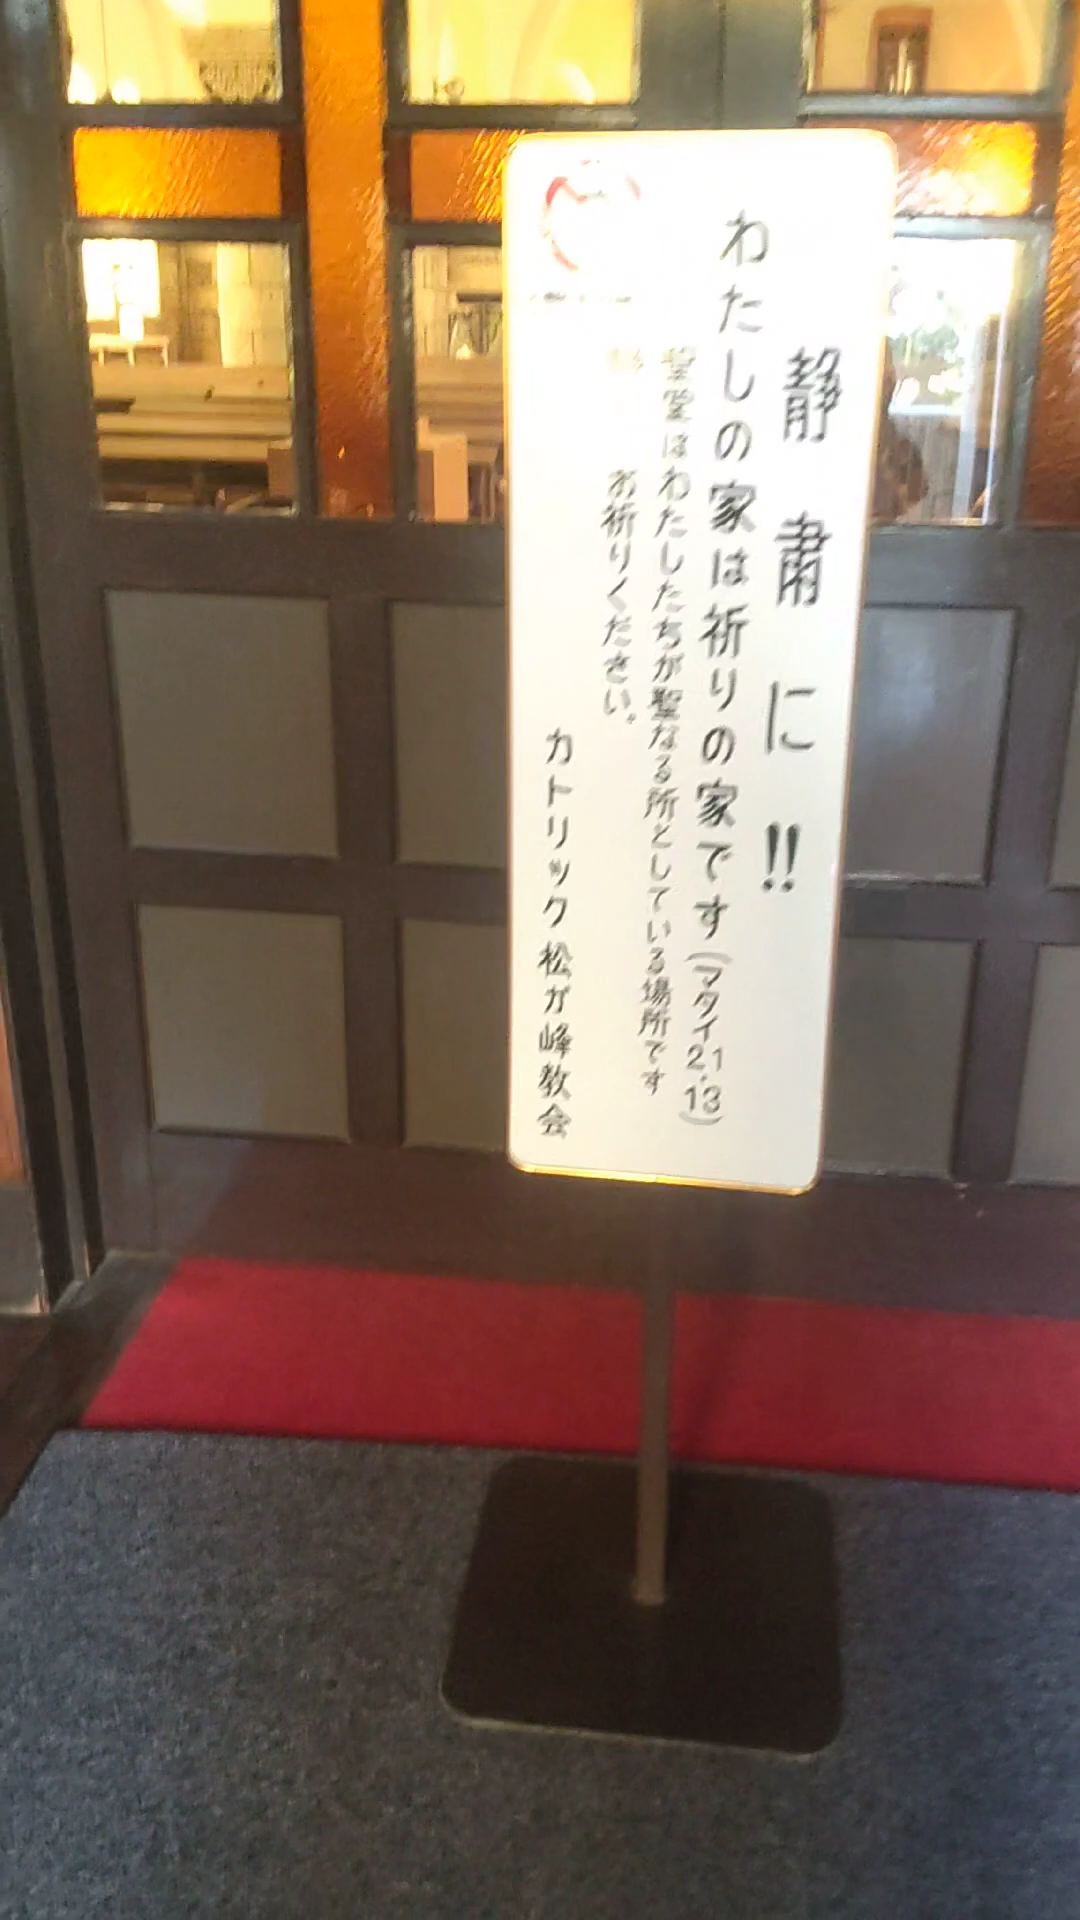 静肃に!!
わたしの家は祈りの家です(マタイ21.13)
聖堂はわたしたちが聖なる所としている場所です
お祈りください。
カトリック松が峰教会